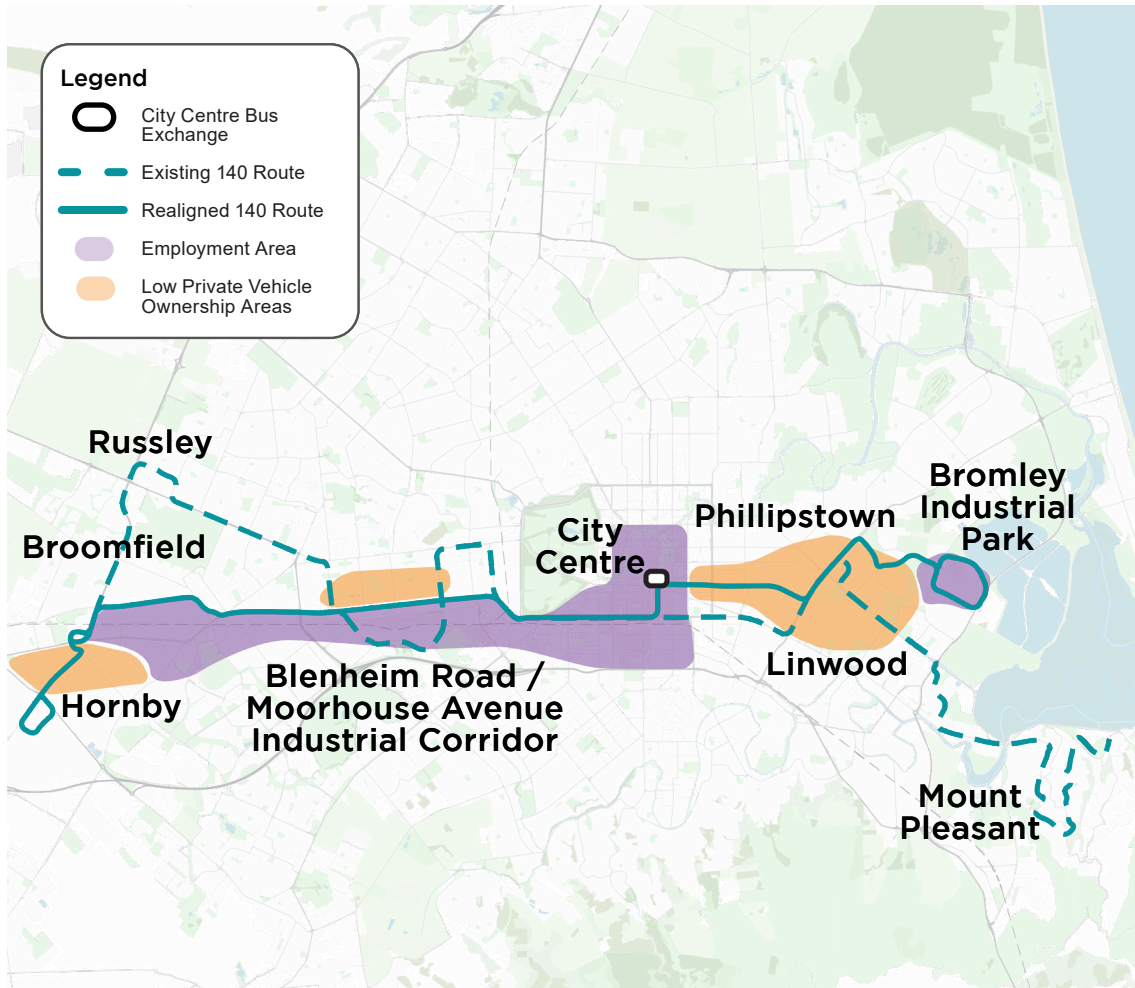 Legend
City Centre Bus
Exchange
Existing 140 Route
Realigned 140 Route
Employment Area
Low Private Vehicle
Ownership Areas
Russley
Broomfield
City
Centre
Phillipstown
Bromley
Industrial
Park
Linwood
Hornby
Blenheim Road /
Moorhouse Avenue
Industrial Corridor
Mount
Pleasant